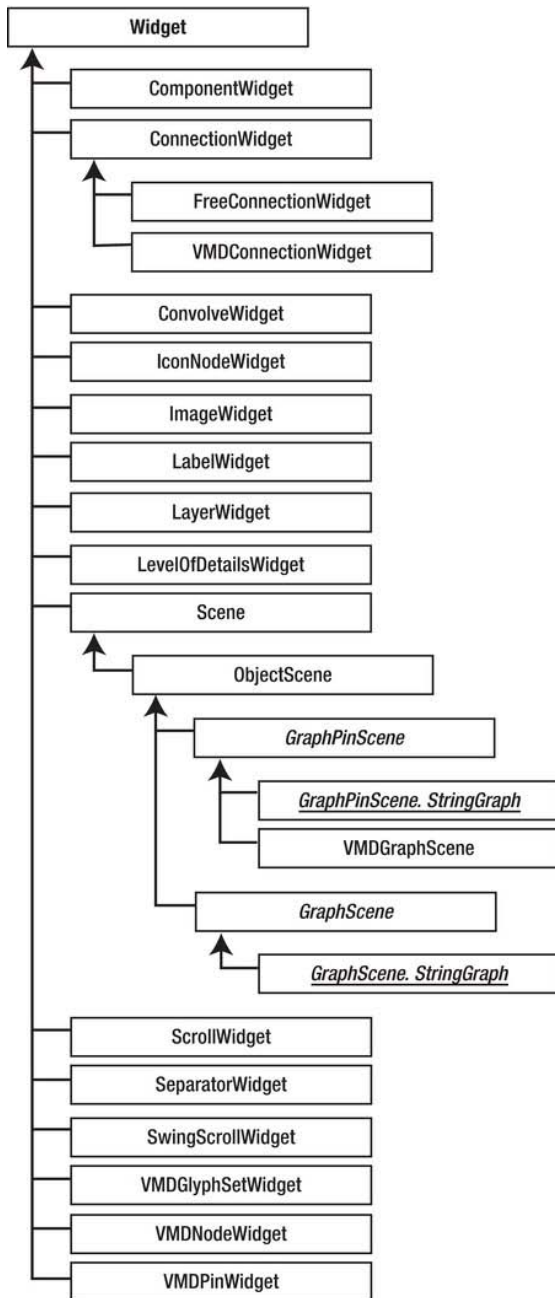 Widget
ComponentWidget
ConnectionWidget
FreeConnectionWidget
VMDConnectionWidget
ConvolveWidget
IconNodeWidget
ImageWidget
LabelWidget
LayerWidget
LevelOfDetailsWidget
Scene
ObjectScene
GraphPinScene
GraphPinScene. StringGraph
VMDGraphScene
GraphScene
GraphScene. StringGraph
ScrollWidget
SeparatorWidget
SwingScrollWidget
VMDGlyphSetWidget
VMDNodeWidget
VMDPinWidget